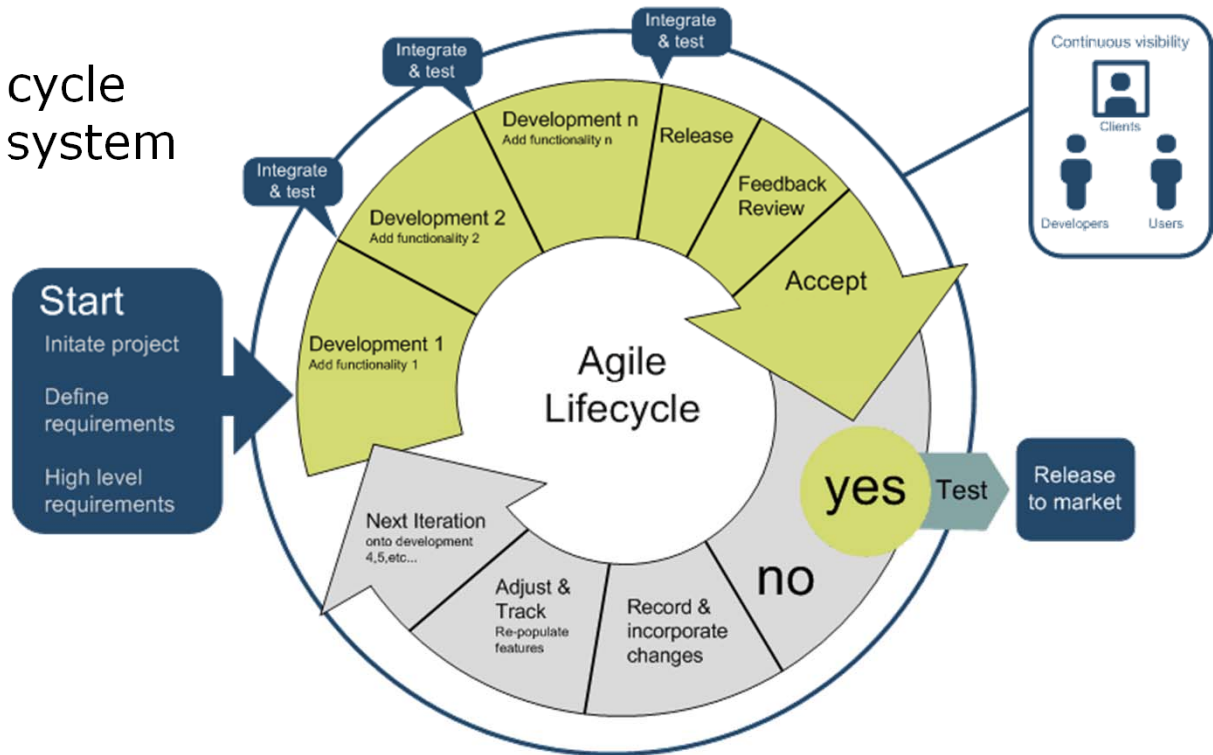 cycle
system
Integrate
& test
Integrate
& test
Integrate
& test
Continuous visibility
Clients
Developers
Users
Start
Initate project
Define
requirements
High level
requirements
Development 1
Add functionality 1
Development 2
Add functionality 2
Development n
Add functionality n
Release
Feedback
Review
Accept
Agile
Lifecycle
yes
Test
Release
to market
no
Record &
incorporate
changes
Adjust &
Track
Re-populate
features
Next Iteration
onto development
4,5,etc...